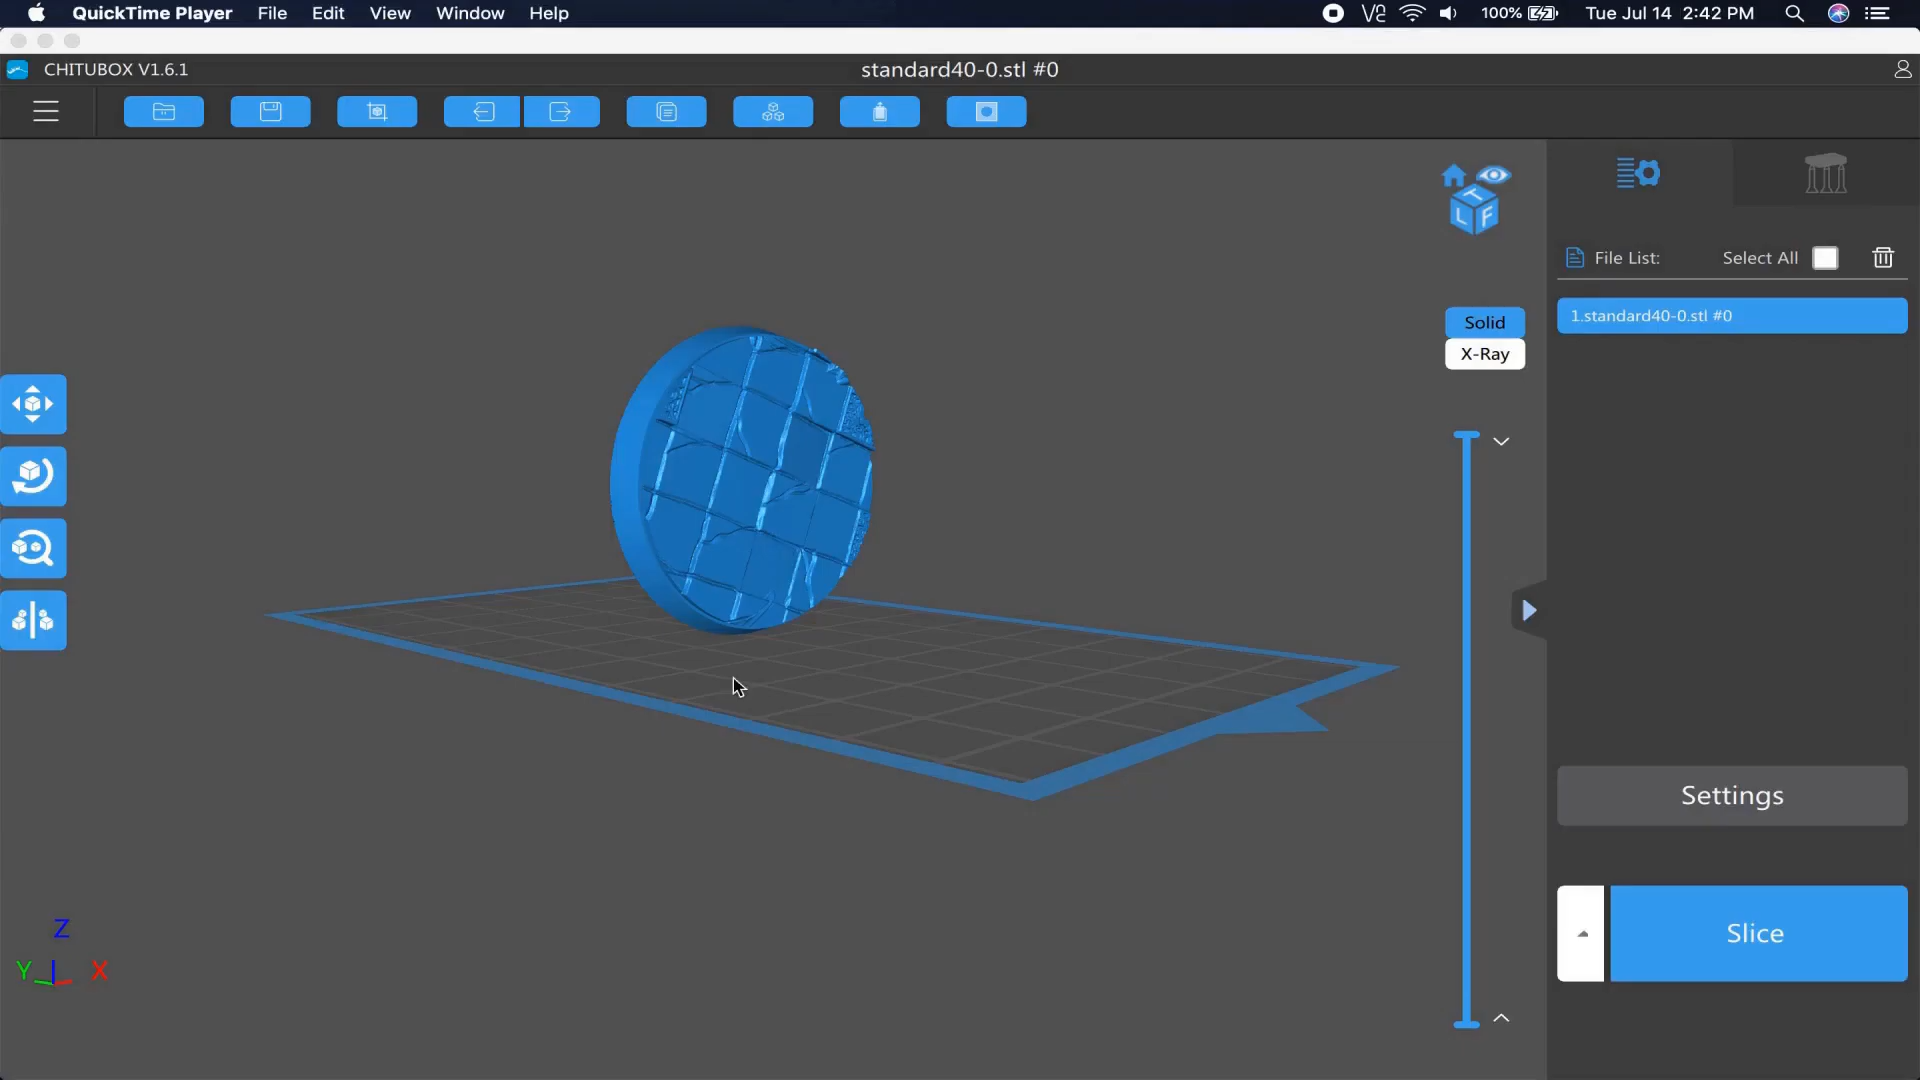 QuickTime Player File Edit View Window Help 100% Tue Jul 14 2:42 PM
CHITUBOX V1.6.1 standard40-0.stl #0
T
L F
File List: Select All
1.standard40-0.stl #0
Solid
X-Ray
Settings
Slice
Z
Y X